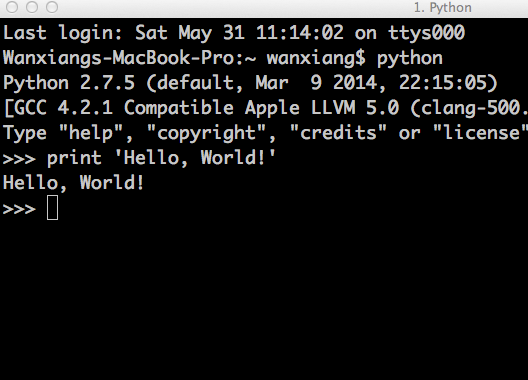 1. Python
Last login: Sat May 31 11:14:02 on ttys000
Wanxiangs-MacBook-Pro:~ wanxiang$ python
Python 2.7.5 (default, Mar  9 2014, 22:15:05)
[GCC 4.2.1 Compatible Apple LLVM 5.0 (clang-500.
Type "help", "copyright", "credits" or "license"
>>> print 'Hello, World!'
Hello, World!
>>>